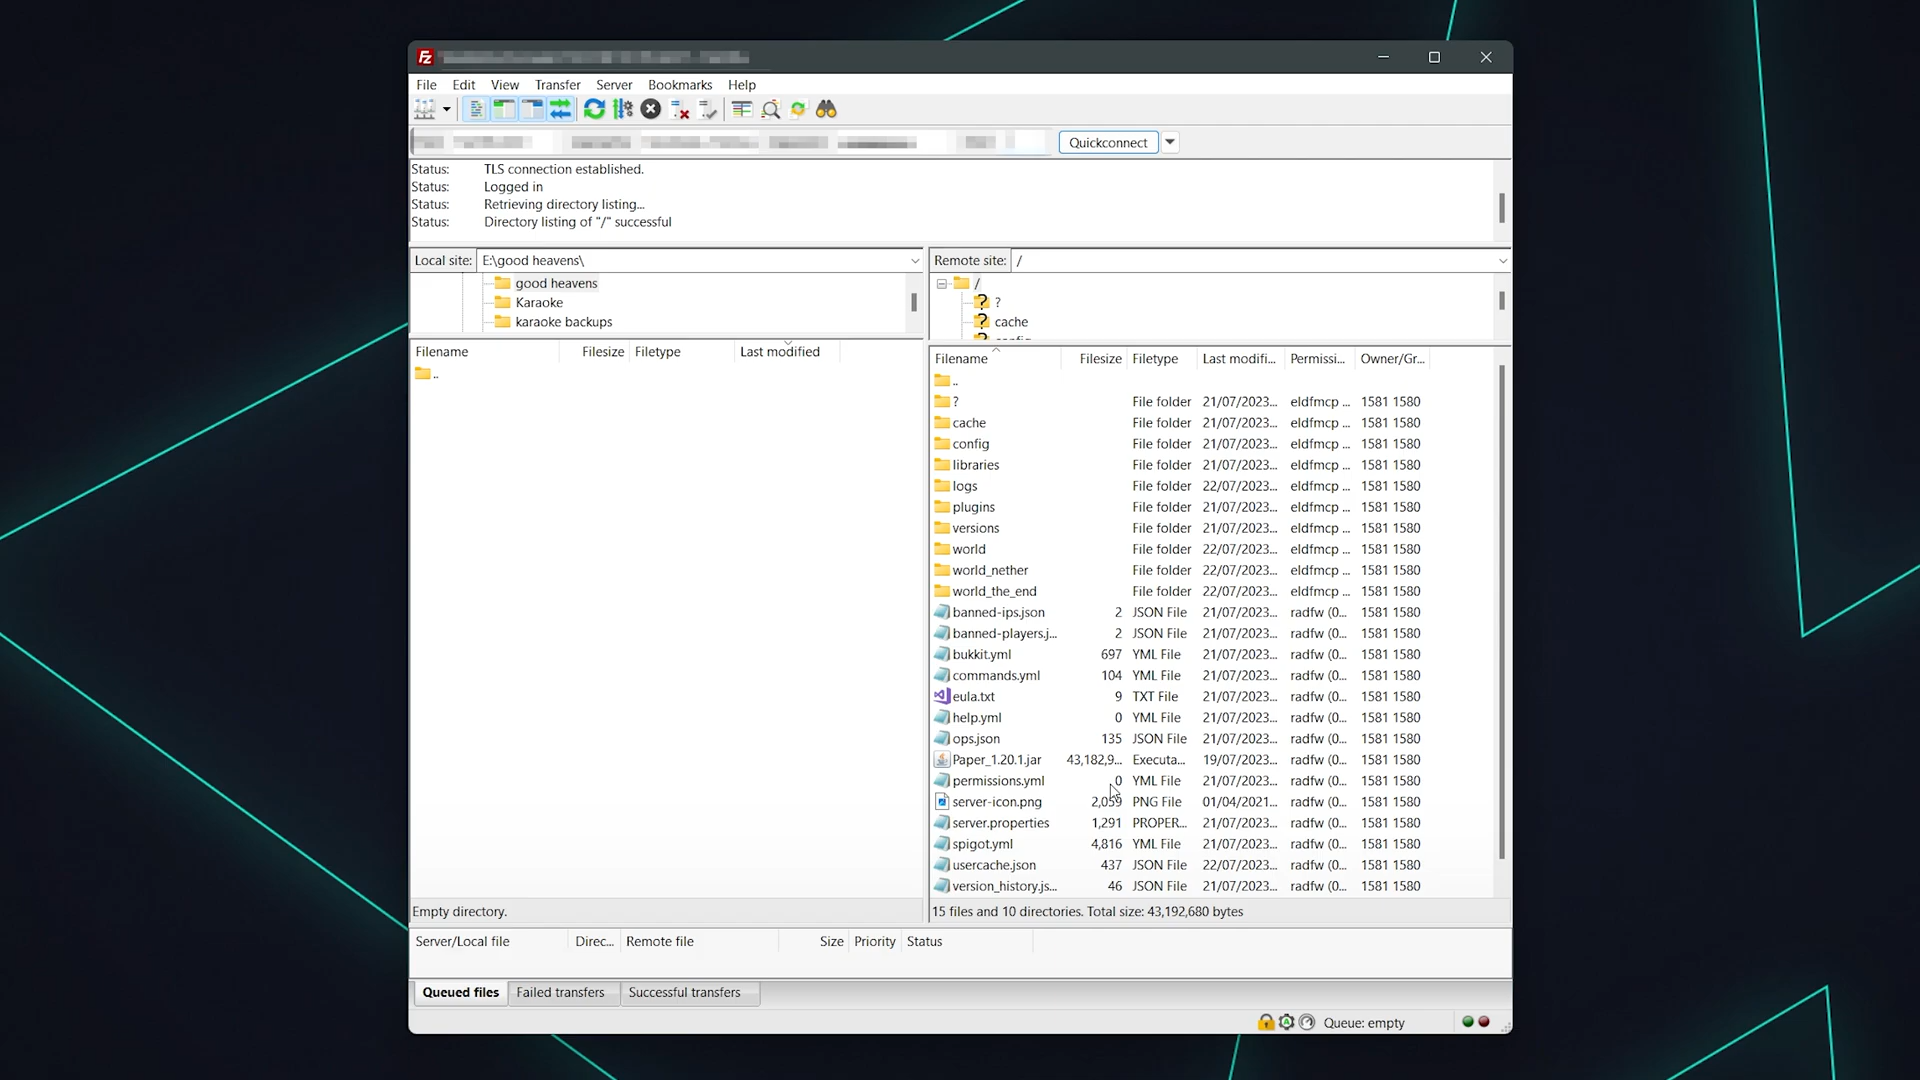 File Edit View Transfer Server Bookmarks Help
Quickconnect
Status: TLS connection established.
Status: Logged in
Status: Retrieving directory listing...
Status: Directory listing of "/" successful
Local site: E:\good heavens\
good heavens
Karaoke
karaoke backups
Filename Filesize Filetype Last modified
..
Empty directory.
Remote site: /
/
?
cache
config
Filename Filesize Filetype Last modifi... Permissi... Owner/Gr...
..
? File folder 21/07/2023... eldfmcp ... 1581 1580
cache File folder 21/07/2023... eldfmcp ... 1581 1580
config File folder 21/07/2023... eldfmcp ... 1581 1580
libraries File folder 21/07/2023... eldfmcp ... 1581 1580
logs File folder 22/07/2023... eldfmcp ... 1581 1580
plugins File folder 21/07/2023... eldfmcp ... 1581 1580
versions File folder 21/07/2023... eldfmcp ... 1581 1580
world File folder 22/07/2023... eldfmcp ... 1581 1580
world_nether File folder 22/07/2023... eldfmcp ... 1581 1580
world_the_end File folder 22/07/2023... eldfmcp ... 1581 1580
banned-ips.json 2 JSON File 21/07/2023... radfw (0... 1581 1580
banned-players.j... 2 JSON File 21/07/2023... radfw (0... 1581 1580
bukkit.yml 697 YML File 21/07/2023... radfw (0... 1581 1580
commands.yml 104 YML File 21/07/2023... radfw (0... 1581 1580
eula.txt 9 TXT File 21/07/2023... radfw (0... 1581 1580
help.yml 0 YML File 21/07/2023... radfw (0... 1581 1580
ops.json 135 JSON File 21/07/2023... radfw (0... 1581 1580
Paper_1.20.1.jar 43,182,9... Executa... 19/07/2023... radfw (0... 1581 1580
permissions.yml 0 YML File 21/07/2023... radfw (0... 1581 1580
server-icon.png 2,059 PNG File 01/04/2021... radfw (0... 1581 1580
server.properties 1,291 PROPER... 21/07/2023... radfw (0... 1581 1580
spigot.yml 4,816 YML File 21/07/2023... radfw (0... 1581 1580
usercache.json 437 JSON File 22/07/2023... radfw (0... 1581 1580
version_history.js... 46 JSON File 21/07/2023... radfw (0... 1581 1580
15 files and 10 directories. Total size: 43,192,680 bytes
Server/Local file Direc... Remote file Size Priority Status
Queued files Failed transfers Successful transfers
Queue: empty